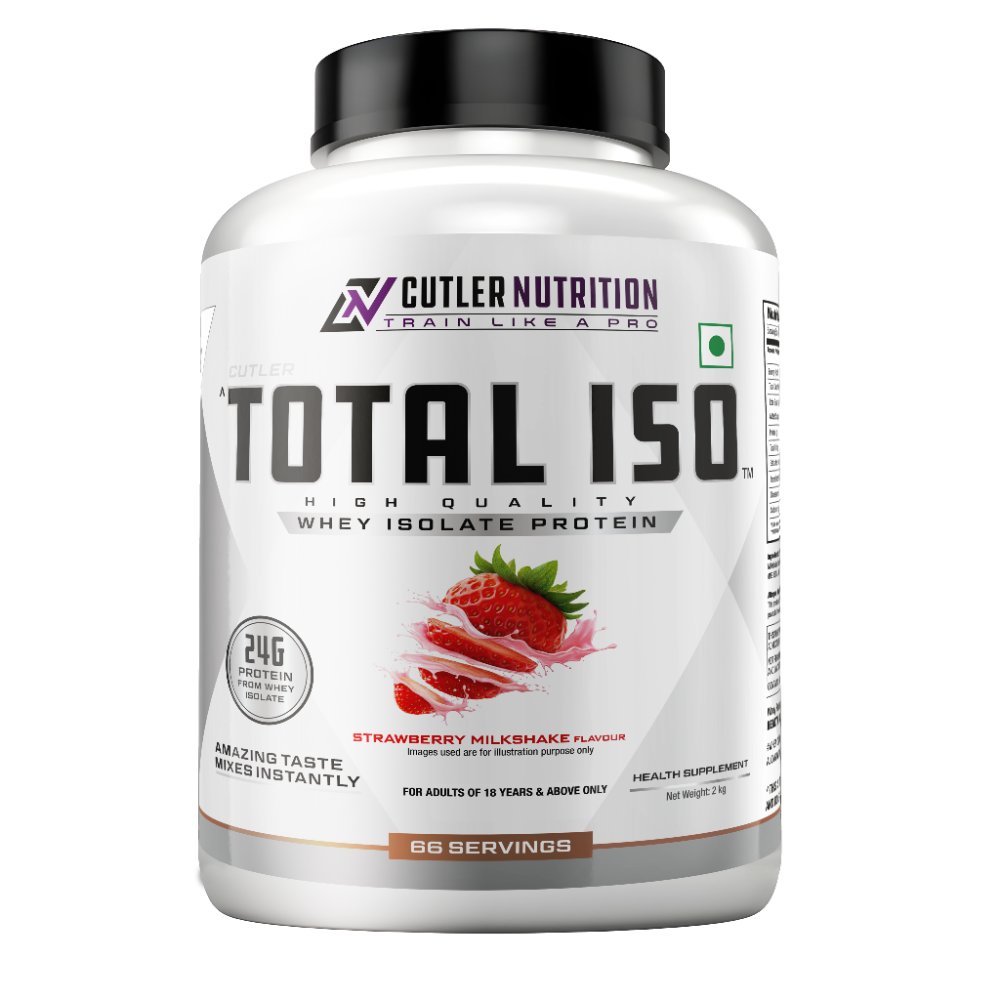 CUTLER NUTRITION
TRAIN LIKE A PRO
CUTLER
^TOTAL ISO™
HIGH QUALITY
WHEY ISOLATE PROTEIN
24G
PROTEIN
FROM WHEY
ISOLATE
STRAWBERRY MILKSHAKE FLAVOUR
Images used are for illustration purpose only
AMAZING TASTE
MIXES INSTANTLY
FOR ADULTS OF 18 YEARS & ABOVE ONLY
HEALTH SUPPLEMENT
Net Weight: 2 kg
66 SERVINGS